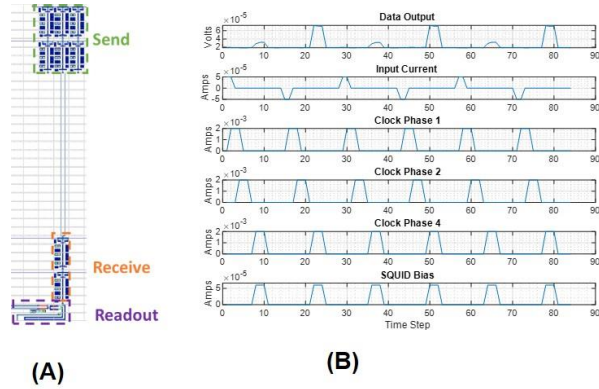 Send
Receive
Readout
(A)
Data Output
×10⁻⁵
Volts
6
4
2
0 10 20 30 40 50 60 70 80 90
Input Current
×10⁻⁵
Amps
5
0
-5
0 10 20 30 40 50 60 70 80 90
Clock Phase 1
×10⁻³
Amps
2
1
0
0 10 20 30 40 50 60 70 80 90
Clock Phase 2
×10⁻³
Amps
2
1
0
0 10 20 30 40 50 60 70 80 90
Clock Phase 4
×10⁻³
Amps
2
1
0
0 10 20 30 40 50 60 70 80 90
SQUID Bias
×10⁻⁵
Amps
5
0
0 10 20 30 40 50 60 70 80 90
Time Step
(B)